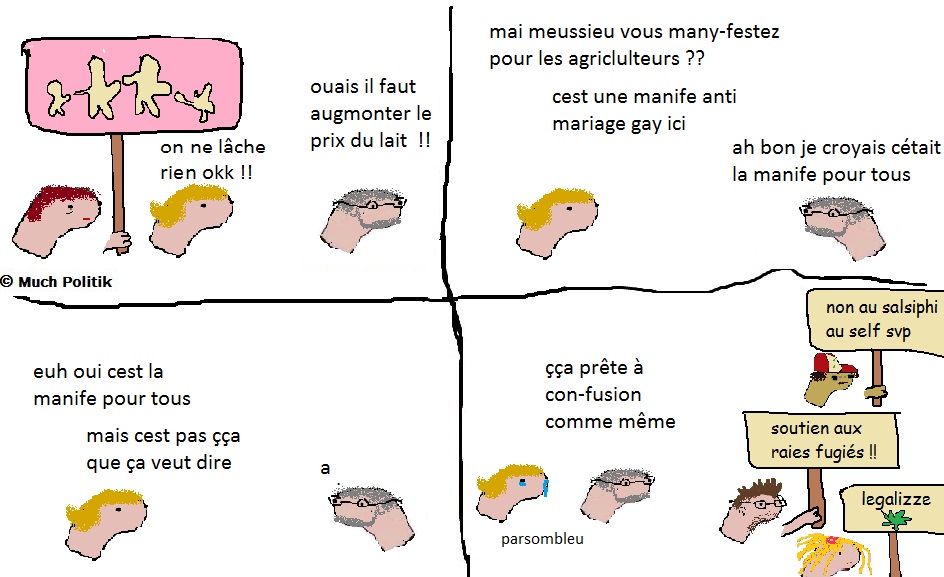 on ne lâche
rien okk !!
ouais il faut
augmonter le
prix du lait !!
© Much Politik
mai meussieu vous many-festez
pour les agriclulteurs ??
cest une manife anti
mariage gay ici
ah bon je croyais cétait
la manife pour tous
euh oui cest la
manife pour tous
mais cest pas çça
que ça veut dire
a
çça prête à
con-fusion
comme même
parsombleu
non au salsiphi
au self svp
soutien aux
raies fugiés !!
legalizze